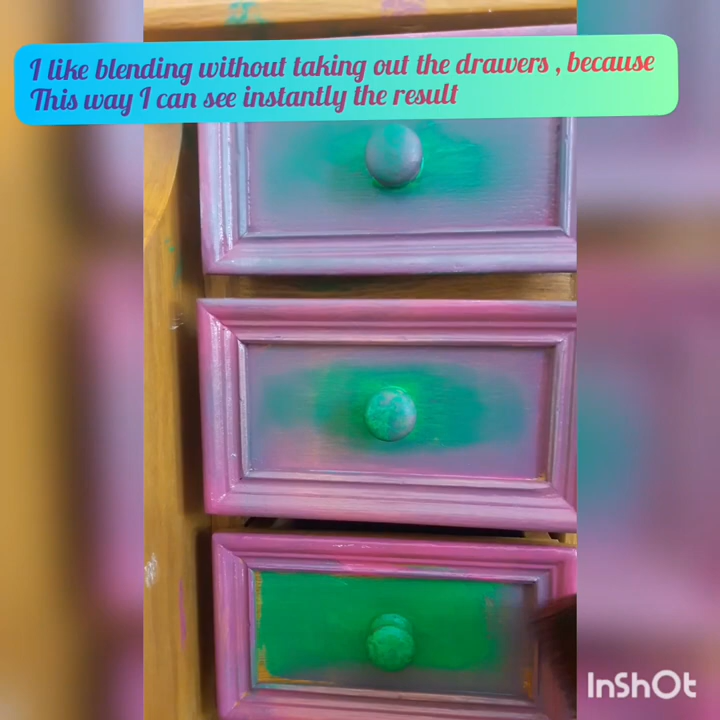 I like blending without taking out the drawers , because
This way I can see instantly the result
InShOt